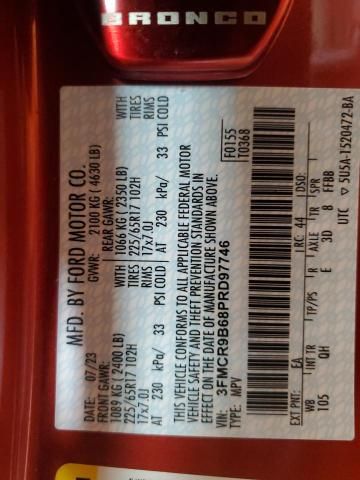 BRONCO
MFD. BY FORD MOTOR CO.
DATE: 07/23 GVWR: 2100 KG ( 4630 LB)
FRONT GAWR: REAR GAWR:
1089 KG ( 2400 LB) WITH 1066 KG ( 2350 LB) WITH
225/65R17 102H TIRES 225/65R17 102H TIRES
17x7.0J RIMS 17x7.0J RIMS
AT 230 kPa/ 33 PSI COLD AT 230 kPa/ 33 PSI COLD
THIS VEHICLE CONFORMS TO ALL APPLICABLE FEDERAL MOTOR
VEHICLE SAFETY AND THEFT PREVENTION STANDARDS IN
EFFECT ON THE DATE OF MANUFACTURE SHOWN ABOVE.
VIN: 3FMCR9B68PRD97746
TYPE: MPV
F0155
T0368
EXT PNT: EA RC: 44 DSO:
WB INT TR TP/PS R AXLE TR SPR
105 QH E 3D 8 FFBB
UTC ▽ 3U5A-1520472-BA